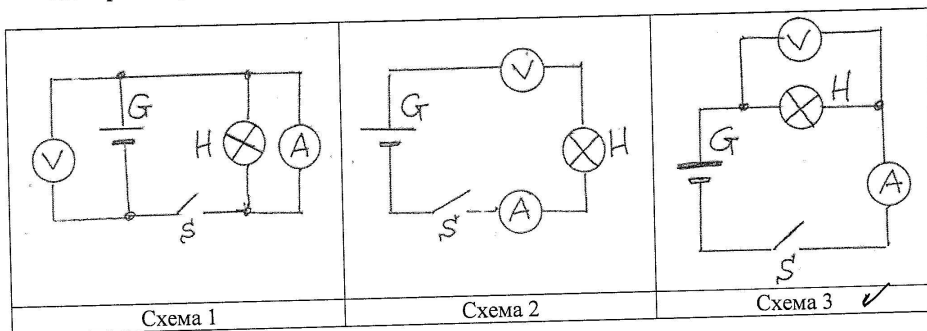 V G H A S
G V H S A
V H G A S
Схема 1 Схема 2 Схема 3 ✓